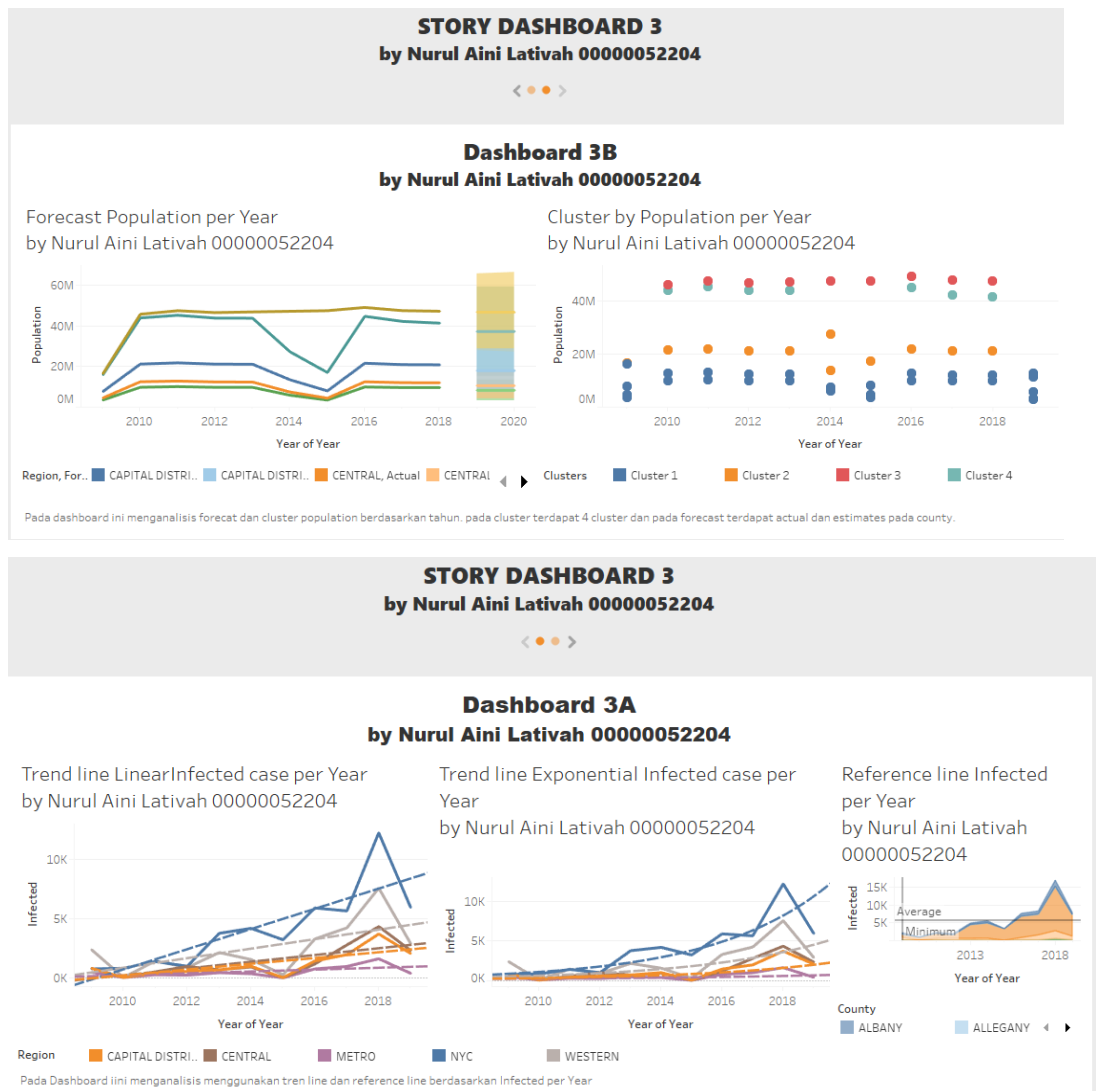 STORY DASHBOARD 3
by Nurul Aini Lativah 00000052204
Dashboard 3B
by Nurul Aini Lativah 00000052204
Forecast Population per Year
by Nurul Aini Lativah 00000052204
60M
40M
20M
0M
Population
2010 2012 2014 2016 2018 2020
Year of Year
Region, For.. CAPITAL DISTRI.. CAPITAL DISTRI.. CENTRAL, Actual CENTRAL
Cluster by Population per Year
by Nurul Aini Lativah 00000052204
40M
20M
0M
Population
2010 2012 2014 2016 2018
Year of Year
Clusters Cluster 1 Cluster 2 Cluster 3 Cluster 4
Pada dashboard ini menganalisis forecat dan cluster population berdasarkan tahun. pada cluster terdapat 4 cluster dan pada forecast terdapat actual dan estimates pada county.
STORY DASHBOARD 3
by Nurul Aini Lativah 00000052204
Dashboard 3A
by Nurul Aini Lativah 00000052204
Trend line LinearInfected case per Year
by Nurul Aini Lativah 00000052204
10K
5K
0K
Infected
2010 2012 2014 2016 2018
Year of Year
Trend line Exponential Infected case per
Year
by Nurul Aini Lativah 00000052204
10K
5K
0K
Infected
2010 2012 2014 2016 2018
Year of Year
Reference line Infected
per Year
by Nurul Aini Lativah
00000052204
15K
10K
5K
Infected
Average
Minimum
2013 2018
Year of Year
County
ALBANY ALLEGANY
Region CAPITAL DISTRI.. CENTRAL METRO NYC WESTERN
Pada Dashboard iini menganalisis menggunakan tren line dan reference line berdasarkan Infected per Year